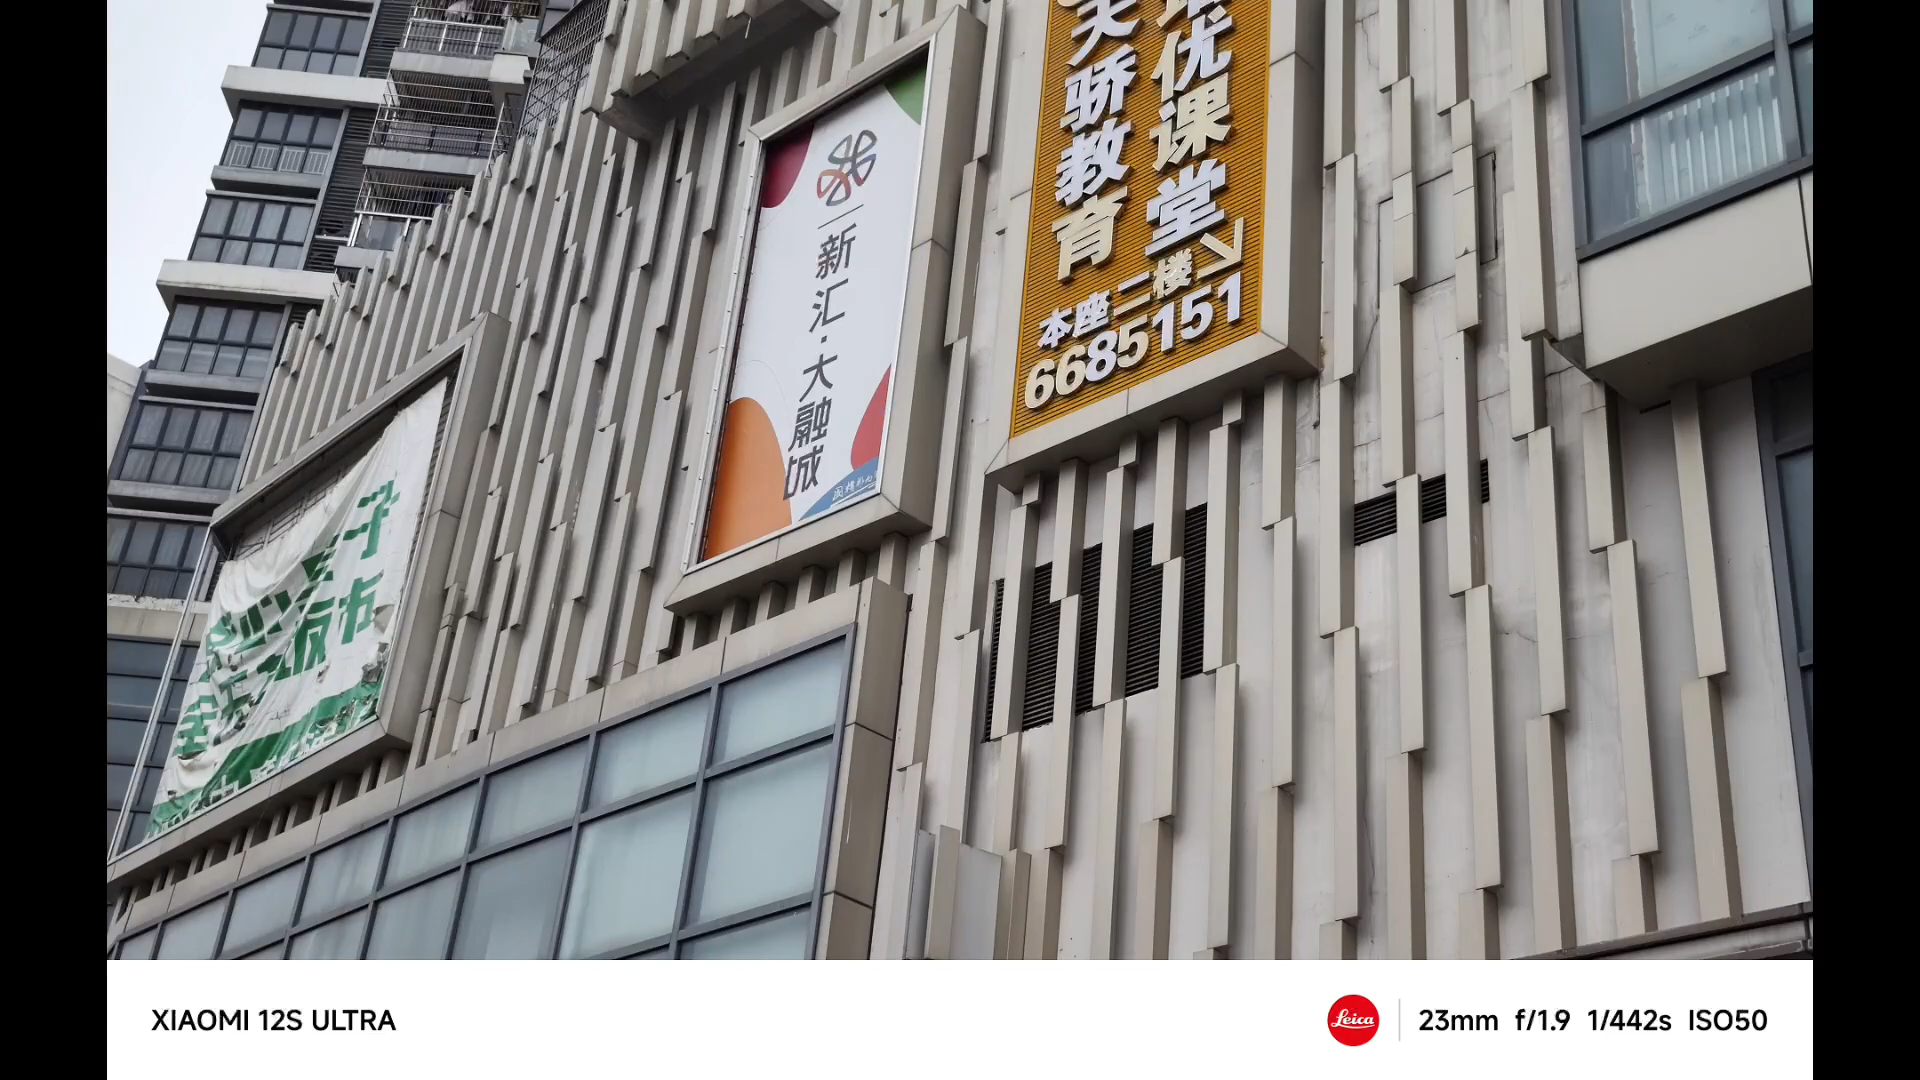 新汇·大融城
天骄教育
优课堂
本座二楼
6685151
XIAOMI 12S ULTRA
Leica
23mm f/1.9 1/442s ISO50